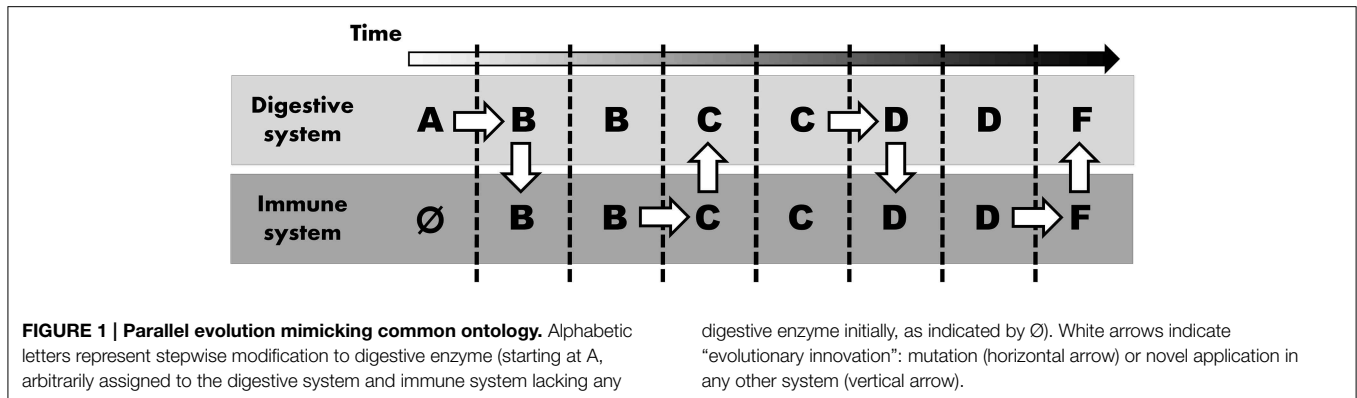 Time
Digestive system A B B C C D D F
Immune system Ø B B C C D D F
FIGURE 1 | Parallel evolution mimicking common ontology. Alphabetic
letters represent stepwise modification to digestive enzyme (starting at A,
arbitrarily assigned to the digestive system and immune system lacking any
digestive enzyme initially, as indicated by Ø). White arrows indicate
“evolutionary innovation”: mutation (horizontal arrow) or novel application in
any other system (vertical arrow).